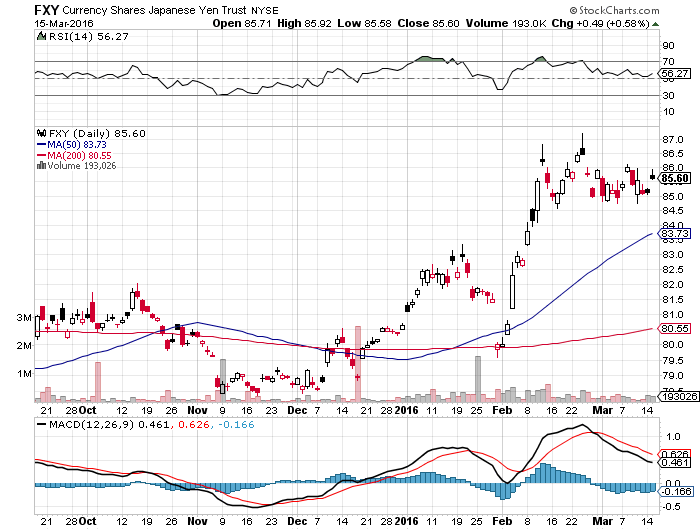 FXY Currency Shares Japanese Yen Trust NYSE © StockCharts.com
15-Mar-2016 Open 85.71 High 85.92 Low 85.58 Close 85.60 Volume 193.0K Chg +0.49 (+0.58%)
RSI(14) 56.27
90
70
56.27
30
10
FXY (Daily) 85.60
MA(50) 83.73
MA(200) 80.55
Volume 193,026
87.0
86.5
86.0
85.60
85.0
84.5
84.0
83.73
83.0
82.5
82.0
81.5
81.0
80.55
80.0
79.5
79.0
3M
2M
1M
193026
21 28 Oct 12 19 26 Nov 9 16 23 Dec 7 14 21 28 2016 11 19 25 Feb 8 16 22 Mar 7 14
MACD(12,26,9) 0.461, 0.626, -0.166
1.0
0.626
0.461
0.0
-0.166
-0.5
21 28 Oct 12 19 26 Nov 9 16 23 Dec 7 14 21 28 2016 11 19 25 Feb 8 16 22 Mar 7 14